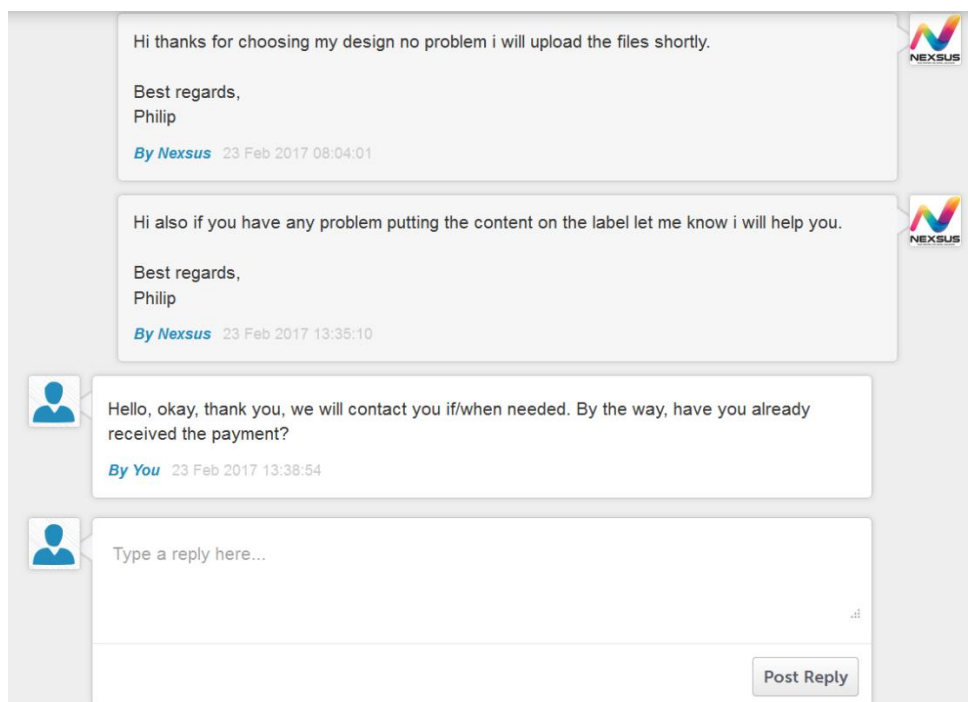 Hi thanks for choosing my design no problem i will upload the files shortly.
NEXSUS
Best regards,
Philip
By Nexsus 23 Feb 2017 08:04:01
Hi also if you have any problem putting the content on the label let me know i will help you.
NEXSUS
Best regards,
Philip
By Nexsus 23 Feb 2017 13:35:10
Hello, okay, thank you, we will contact you if/when needed. By the way, have you already
received the payment?
By You 23 Feb 2017 13:38:54
Type a reply here...
Post Reply